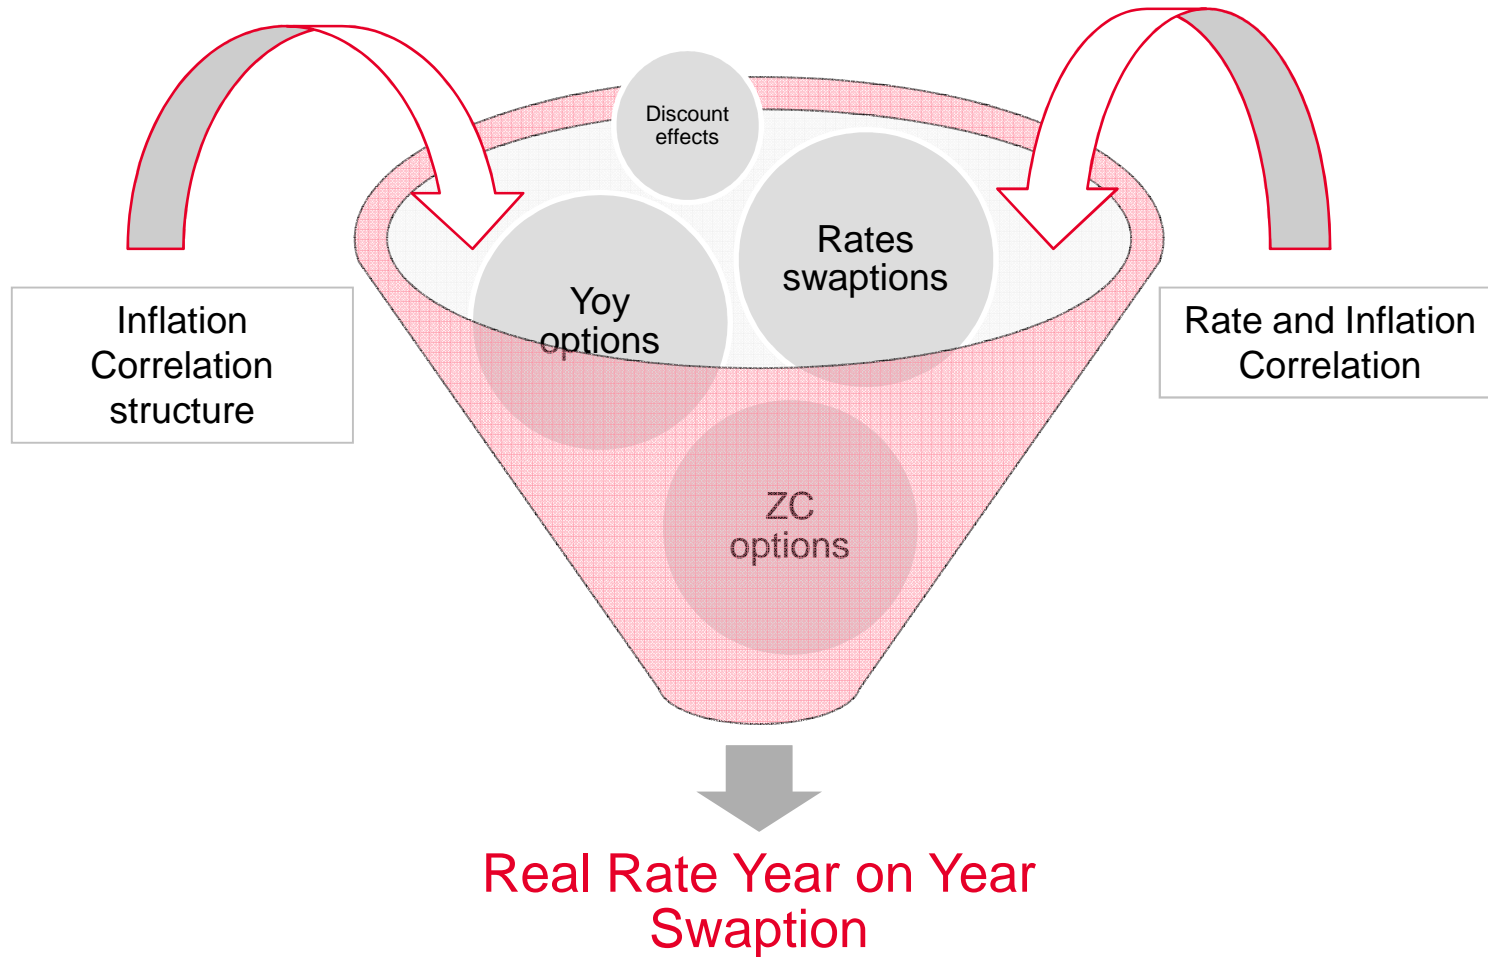 Discount
effects
Rates
swaptions
Yoy
options
Inflation
Correlation
structure
Rate and Inflation
Correlation
ZC
options
Real Rate Year on Year
Swaption